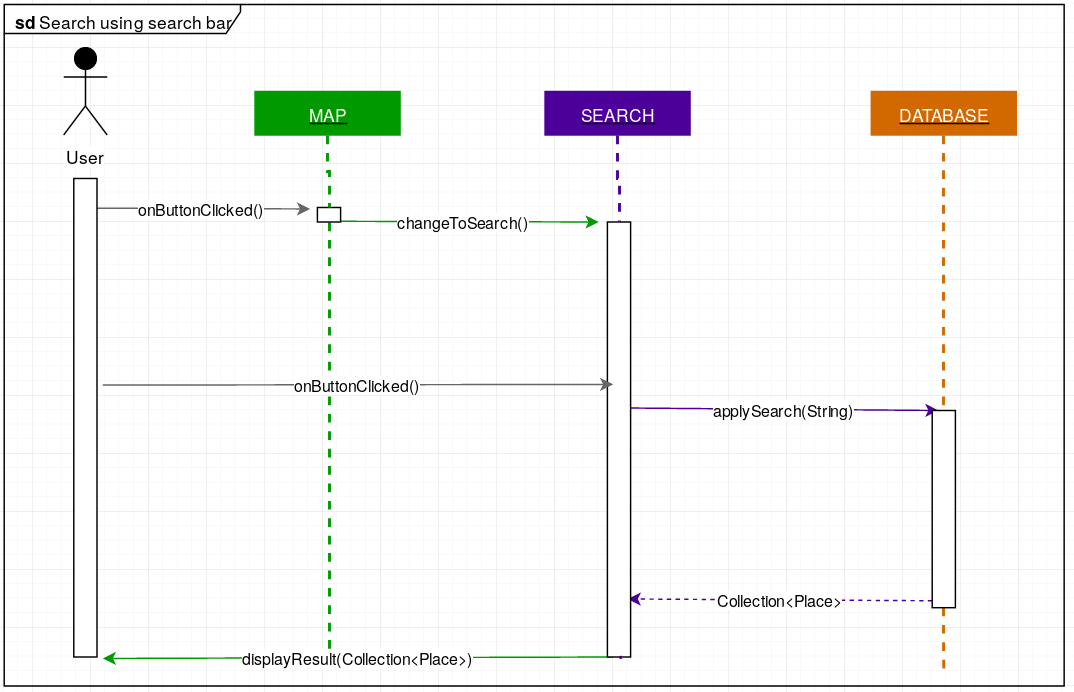 sd Search using search bar
User
MAP
SEARCH
DATABASE
onButtonClicked()
changeToSearch()
onButtonClicked()
applySearch(String)
Collection<Place>
displayResult(Collection<Place>)